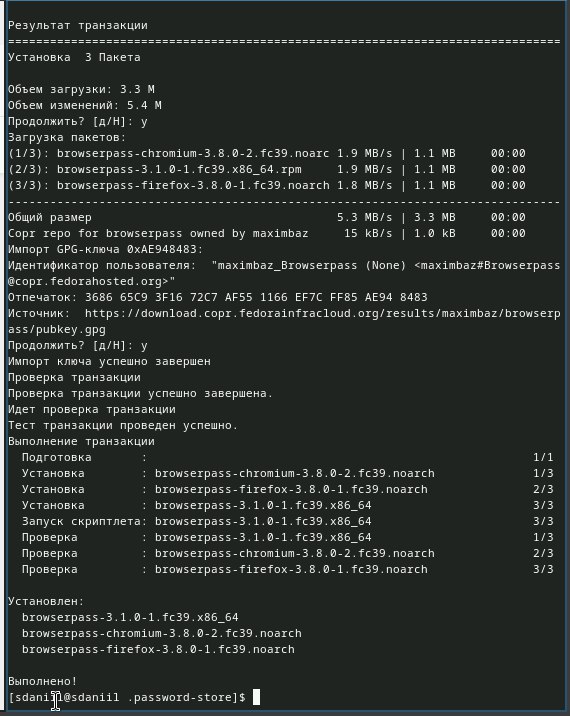 Результат транзакции
================================================================================
Установка  3 Пакета
Объем загрузки: 3.3 M
Объем изменений: 5.4 M
Продолжить? [д/Н]: y
Загрузка пакетов:
(1/3): browserpass-chromium-3.8.0-2.fc39.noarc 1.9 MB/s | 1.1 MB     00:00
(2/3): browserpass-3.1.0-1.fc39.x86_64.rpm     1.9 MB/s | 1.1 MB     00:00
(3/3): browserpass-firefox-3.8.0-1.fc39.noarch 1.8 MB/s | 1.1 MB     00:00
--------------------------------------------------------------------------------
Общий размер                                   5.3 MB/s | 3.3 MB     00:00
Copr repo for browserpass owned by maximbaz     15 kB/s | 1.0 kB     00:00
Импорт GPG-ключа 0xAE948483:
Идентификатор пользователя:  "maximbaz_Browserpass (None) <maximbaz#Browserpass
@copr.fedorahosted.org>"
Отпечаток: 3686 65C9 3F16 72C7 AF55 1166 EF7C FF85 AE94 8483
Источник:  https://download.copr.fedorainfracloud.org/results/maximbaz/browserp
ass/pubkey.gpg
Продолжить? [д/Н]: y
Импорт ключа успешно завершен
Проверка транзакции
Проверка транзакции успешно завершена.
Идет проверка транзакции
Тест транзакции проведен успешно.
Выполнение транзакции
  Подготовка       :                                                       1/1
  Установка        : browserpass-chromium-3.8.0-2.fc39.noarch              1/3
  Установка        : browserpass-firefox-3.8.0-1.fc39.noarch               2/3
  Установка        : browserpass-3.1.0-1.fc39.x86_64                       3/3
  Запуск скриптлета: browserpass-3.1.0-1.fc39.x86_64                       3/3
  Проверка         : browserpass-3.1.0-1.fc39.x86_64                       1/3
  Проверка         : browserpass-chromium-3.8.0-2.fc39.noarch              2/3
  Проверка         : browserpass-firefox-3.8.0-1.fc39.noarch               3/3
Установлен:
  browserpass-3.1.0-1.fc39.x86_64
  browserpass-chromium-3.8.0-2.fc39.noarch
  browserpass-firefox-3.8.0-1.fc39.noarch
Выполнено!
[sdaniil@sdaniil .password-store]$